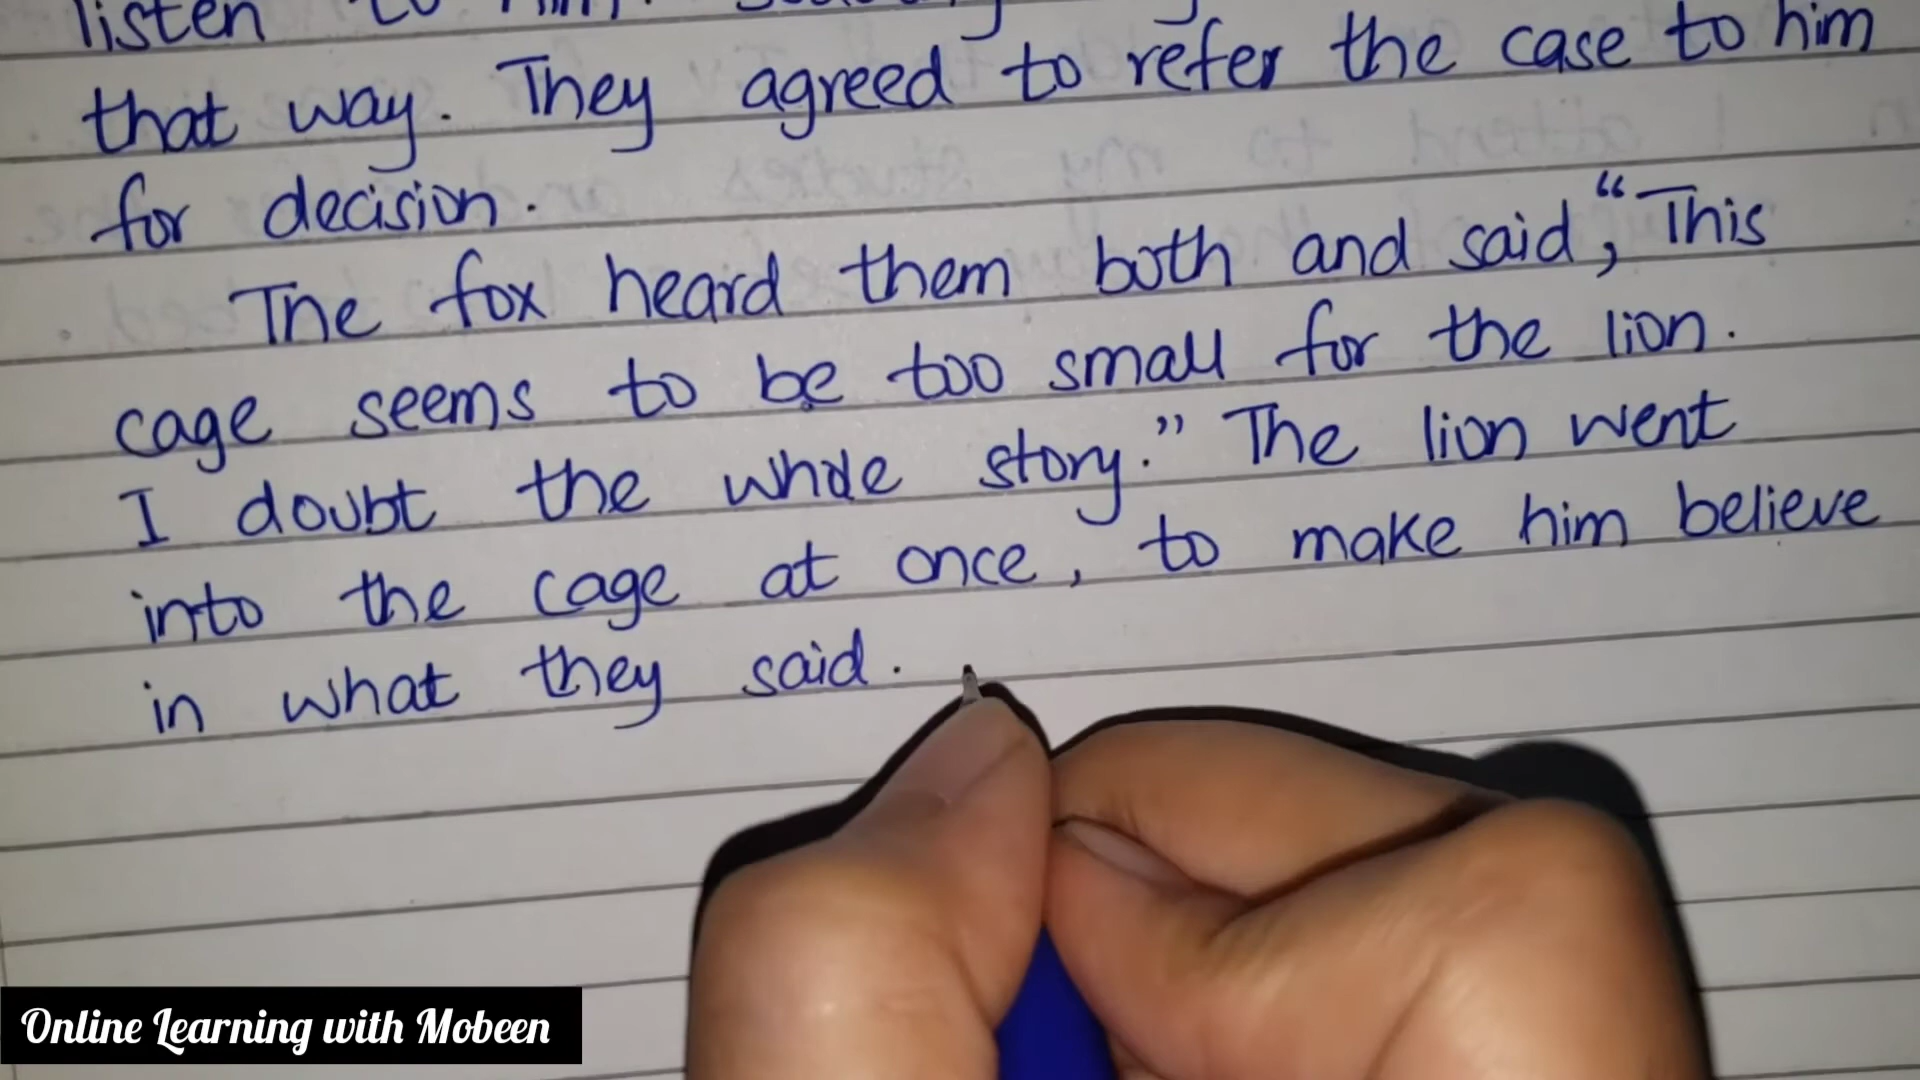 listen to him
that way. They agreed to refer the case to him
for decision.
The fox heard them both and said, “This
cage seems to be too small for the lion.
I doubt the whole story.” The lion went
into the cage at once, to make him believe
in what they said.
Online Learning with Mobeen